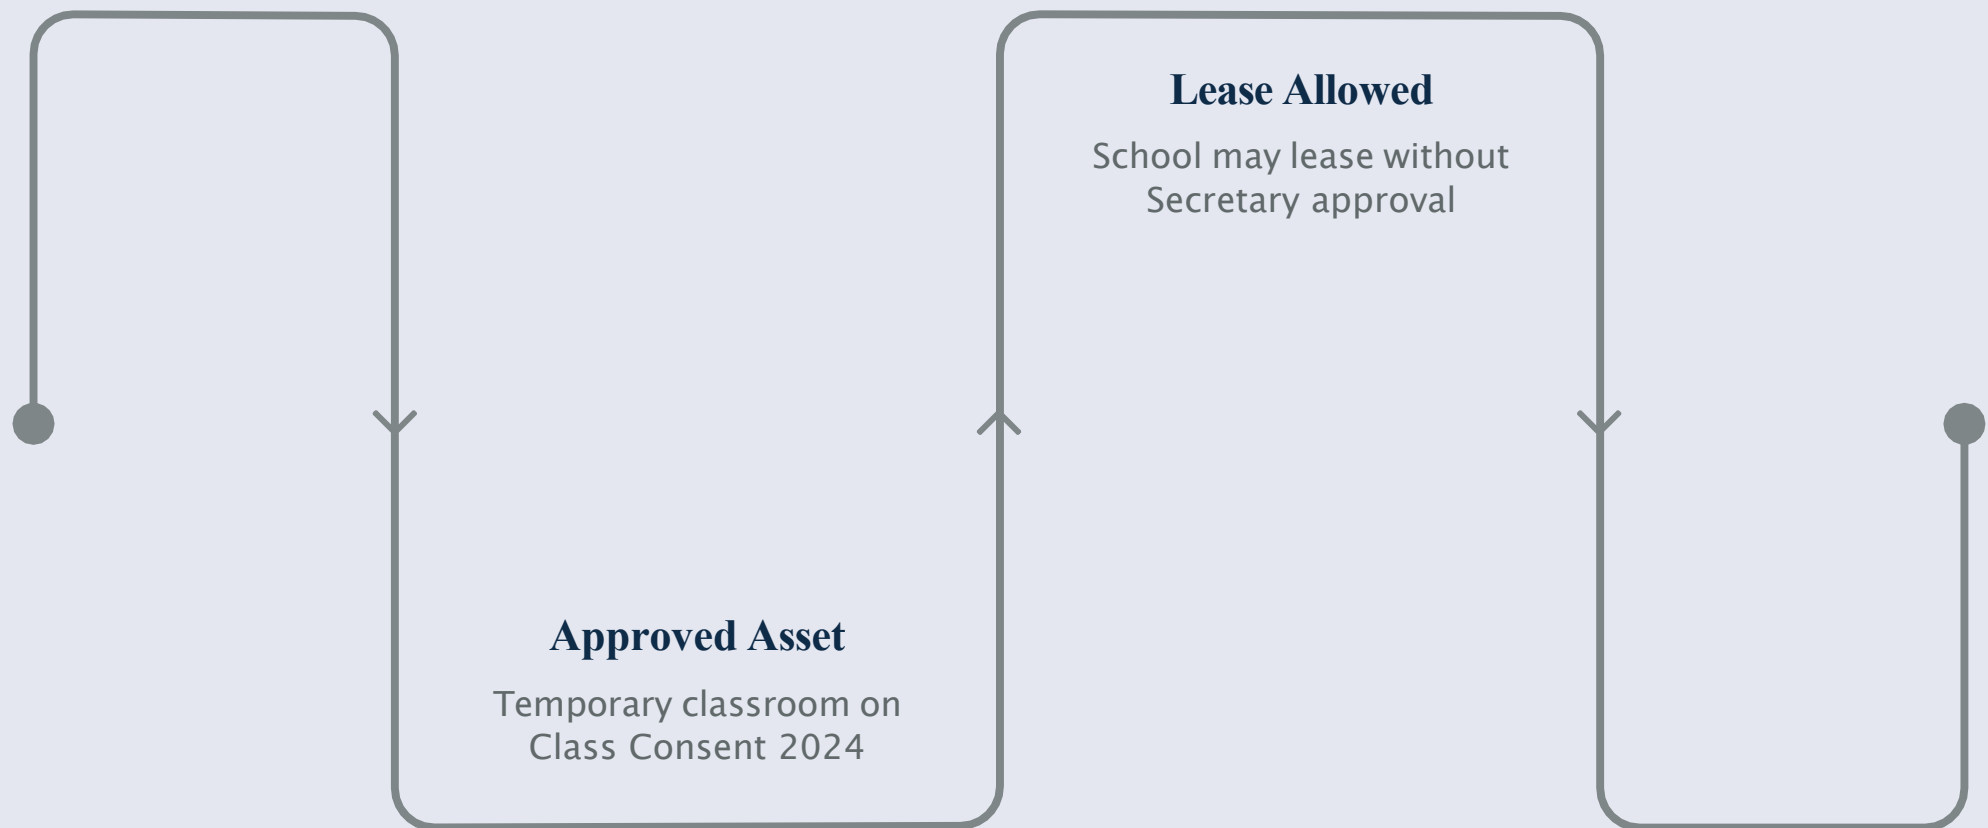 Approved Asset
Temporary classroom on
Class Consent 2024
Lease Allowed
School may lease without
Secretary approval